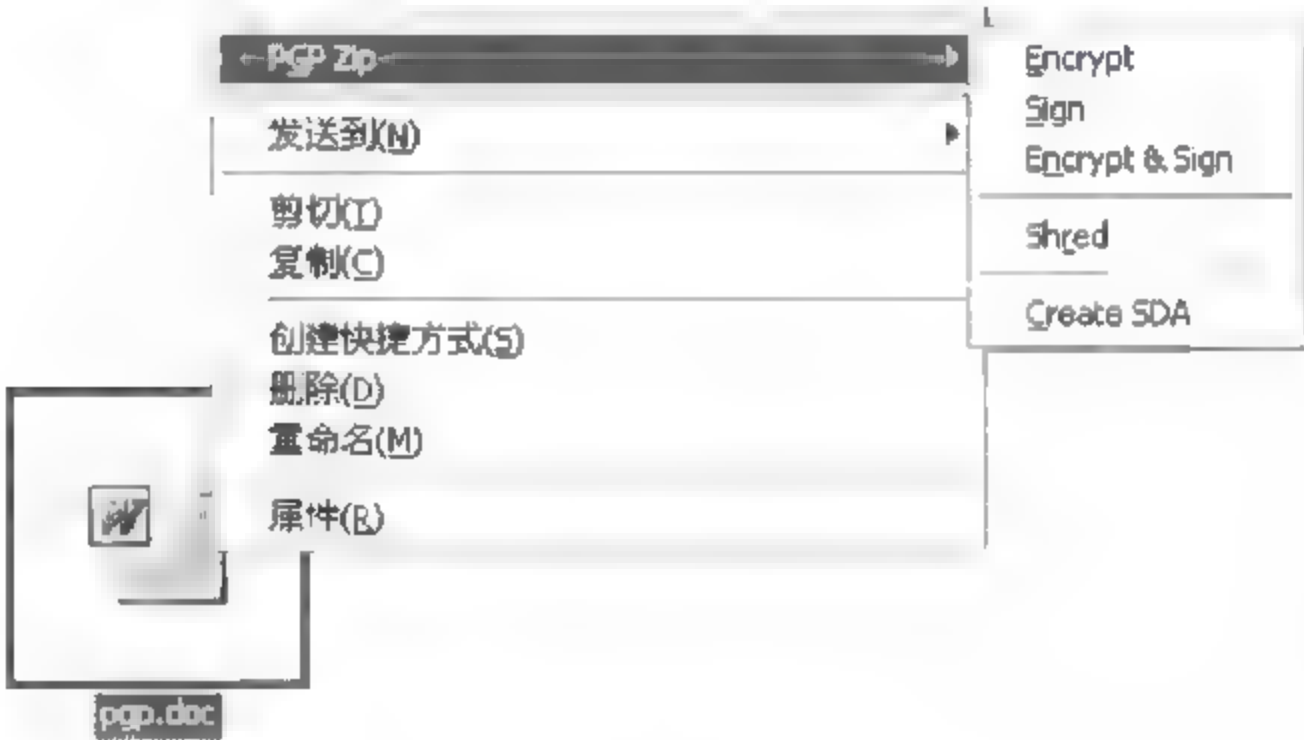 PGP Zip
发送到(N)
剪切(T)
复制(C)
创建快捷方式(S)
删除(D)
重命名(M)
属性(R)
Encrypt
Sign
Encrypt & Sign
Shred
Create SDA
pgp.doc